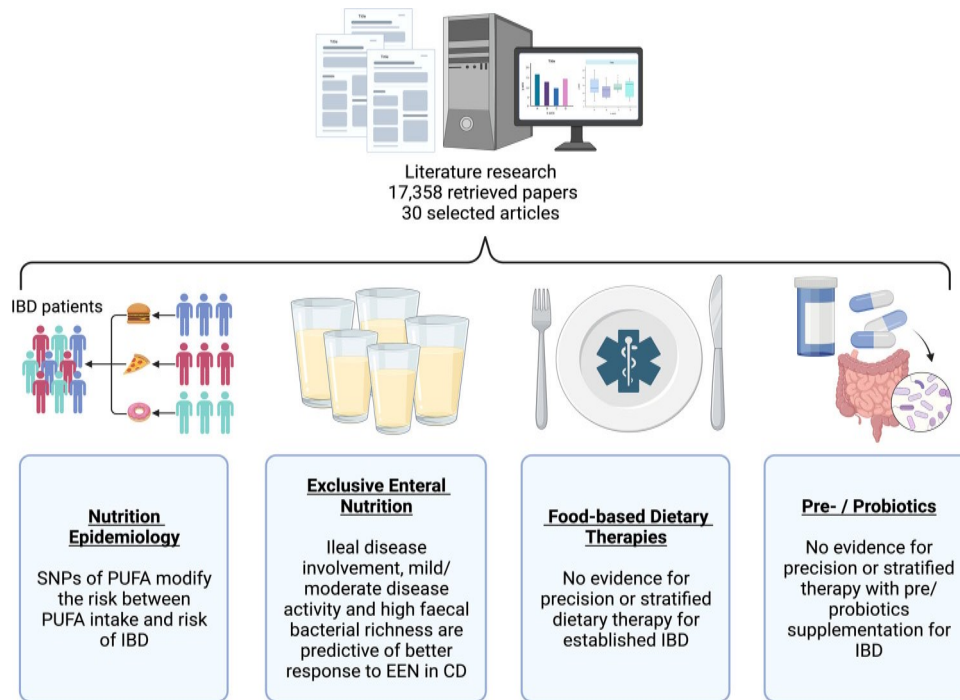 Title
Title
Title
Title
Literature research
17,358 retrieved papers
30 selected articles
IBD patients
Nutrition
Epidemiology
SNPs of PUFA modify
the risk between
PUFA intake and risk
of IBD
Exclusive Enteral
Nutrition
Ileal disease
involvement, mild/
moderate disease
activity and high faecal
bacterial richness are
predictive of better
response to EEN in CD
Food-based Dietary
Therapies
No evidence for
precision or stratified
dietary therapy for
established IBD
Pre- / Probiotics
No evidence for
precision or stratified
therapy with pre/
probiotics
supplementation for
IBD